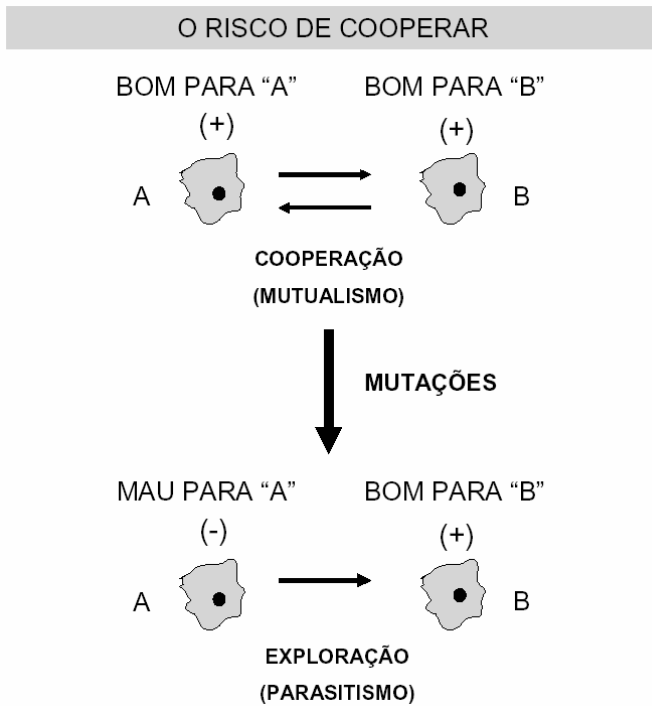 O RISCO DE COOPERAR
BOM PARA “A” BOM PARA “B”
(+) (+)
A B
COOPERAÇÃO
(MUTUALISMO)
MUTAÇÕES
MAU PARA “A” BOM PARA “B”
(-) (+)
A B
EXPLORAÇÃO
(PARASITISMO)